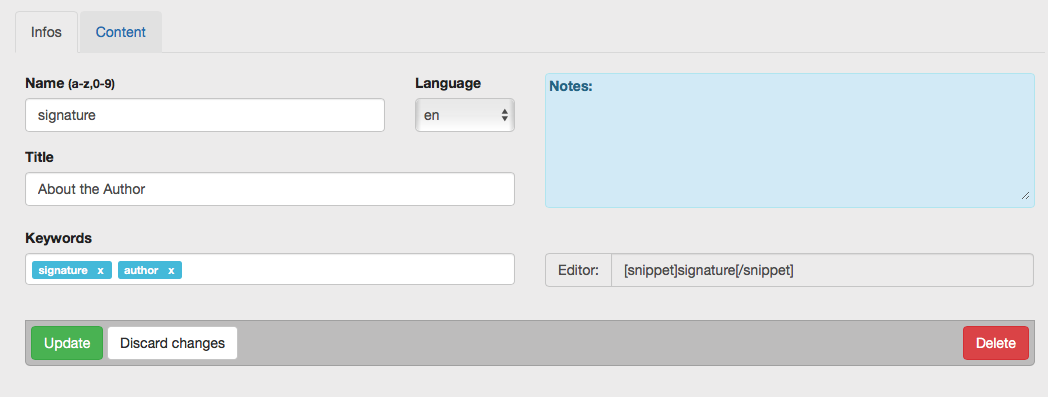 Infos Content
Name (a-z,0-9) Language Notes:
signature en
Title
About the Author
Keywords
signature x author x Editor: [snippet]signature[/snippet]
Update Discard changes Delete